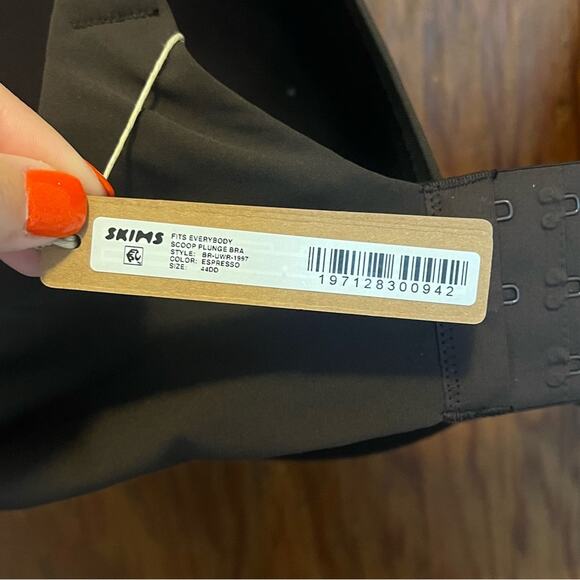 SKIMS
FITS EVERYBODY
SCOOP PLUNGE BRA
STYLE: BR-UWR-1997
COLOR: ESPRESSO
SIZE: 44DD
197128300942